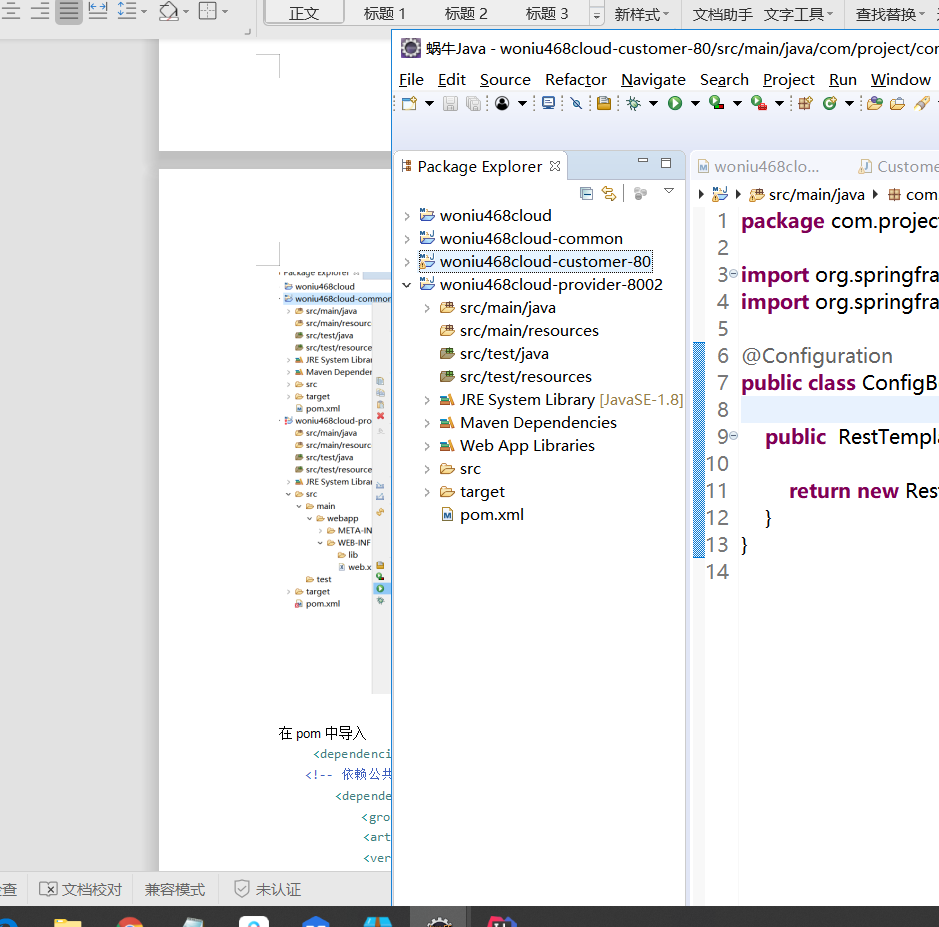 正文
标题 1
标题 2
标题 3
新样式
文档助手
文字工具
查找替换
蜗牛Java - woniu468cloud-customer-80/src/main/java/com/project/cor
File Edit Source Refactor Navigate Search Project Run Window
Package Explorer
woniu468clo...
Custome
woniu468cloud
woniu468cloud-common
woniu468cloud-customer-80
woniu468cloud-provider-8002
src/main/java
src/main/resources
src/test/java
src/test/resources
JRE System Library [JavaSE-1.8]
Maven Dependencies
Web App Libraries
src
target
pom.xml
src/main/java
com
1 package com.projec
2
3 import org.springfra
4 import org.springfra
5
6 @Configuration
7 public class ConfigB
8
9 public RestTempl
10
11 return new Rest
12 }
13 }
14
Package Explorer
woniu468cloud
woniu468cloud-common
src/main/java
src/main/resourc
src/test/java
src/test/resource
JRE System Librar
Maven Depender
src
target
pom.xml
woniu468cloud-pro
src/main/java
src/main/resourc
src/test/java
src/test/resource
JRE System Librar
src
main
webapp
META-IN
WEB-INF
lib
web.x
test
target
pom.xml
在 pom 中导入
<dependenci
<!-- 依赖公共
<depende
<gro
<art
<ver
查
文档校对
兼容模式
未认证